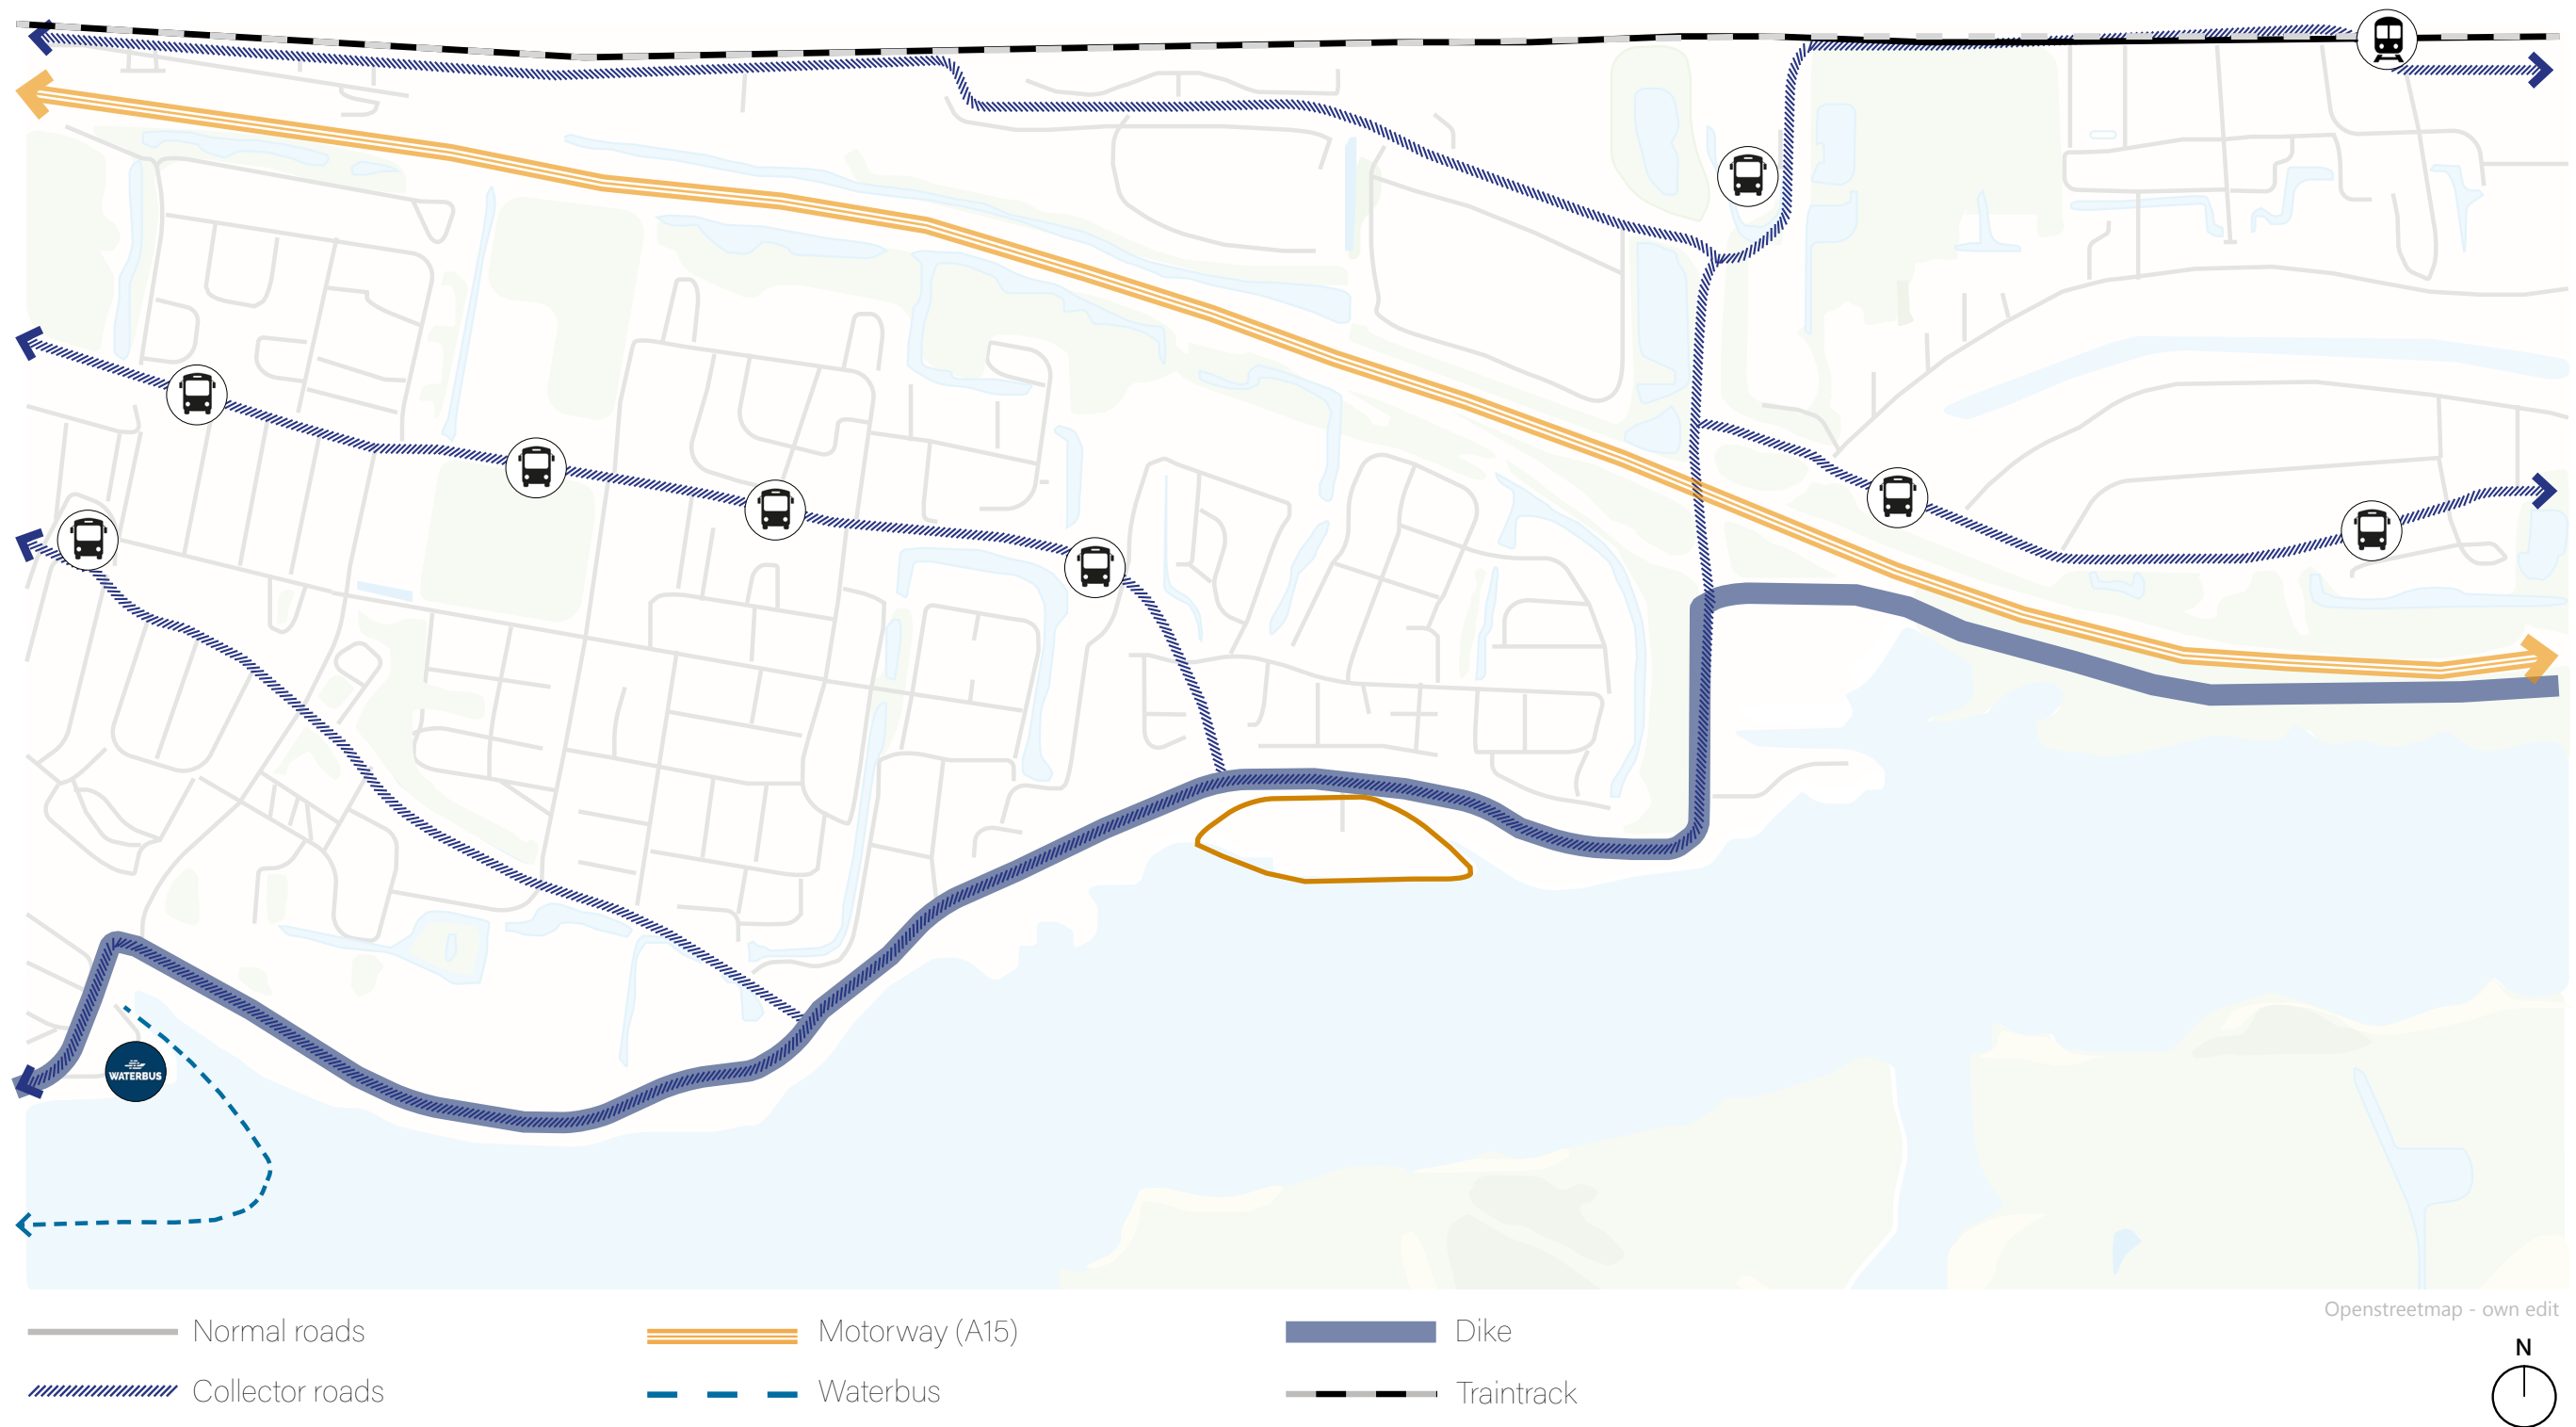 WATERBUS
Openstreetmap - own edit
Normal roads
Motorway (A15)
Dike
N
Collector roads
Waterbus
Traintrack